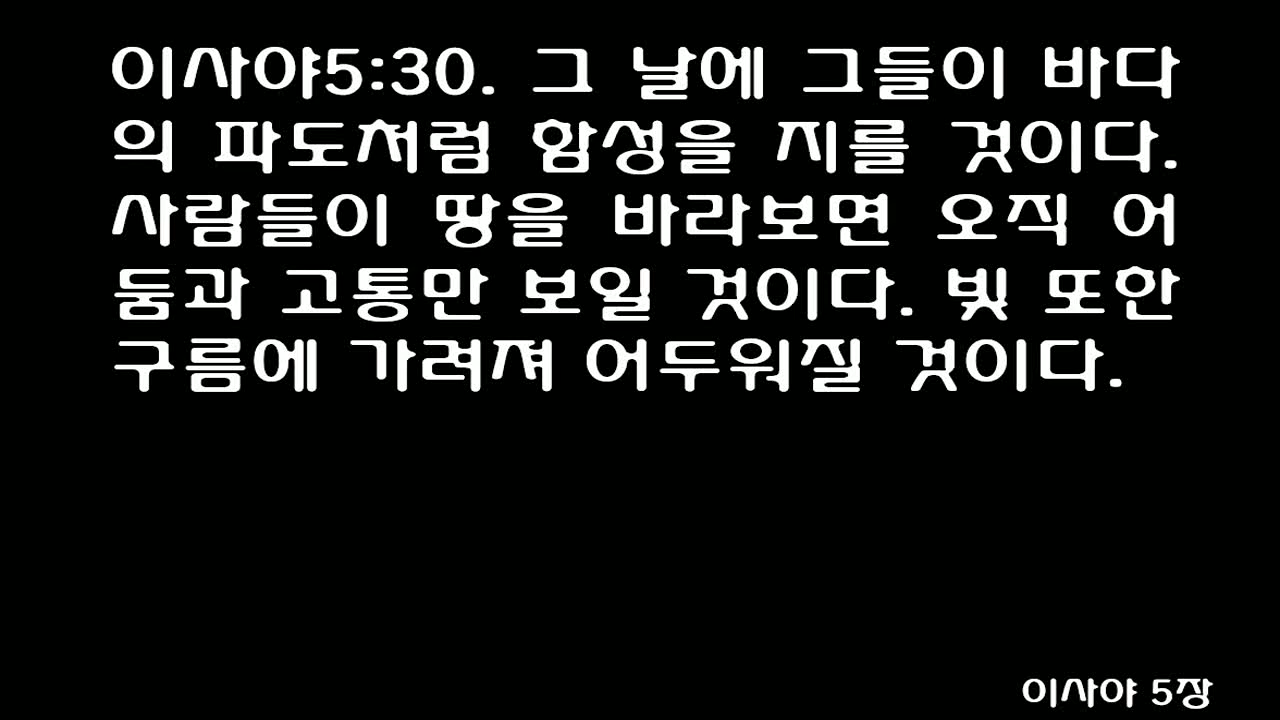 이사야5:30. 그 날에 그들이 바다
의 파도처럼 함성을 지를 것이다.
사람들이 땅을 바라보면 오직 어
둠과 고통만 보일 것이다. 빛 또한
구름에 가려져 어두워질 것이다.
이사야 5장